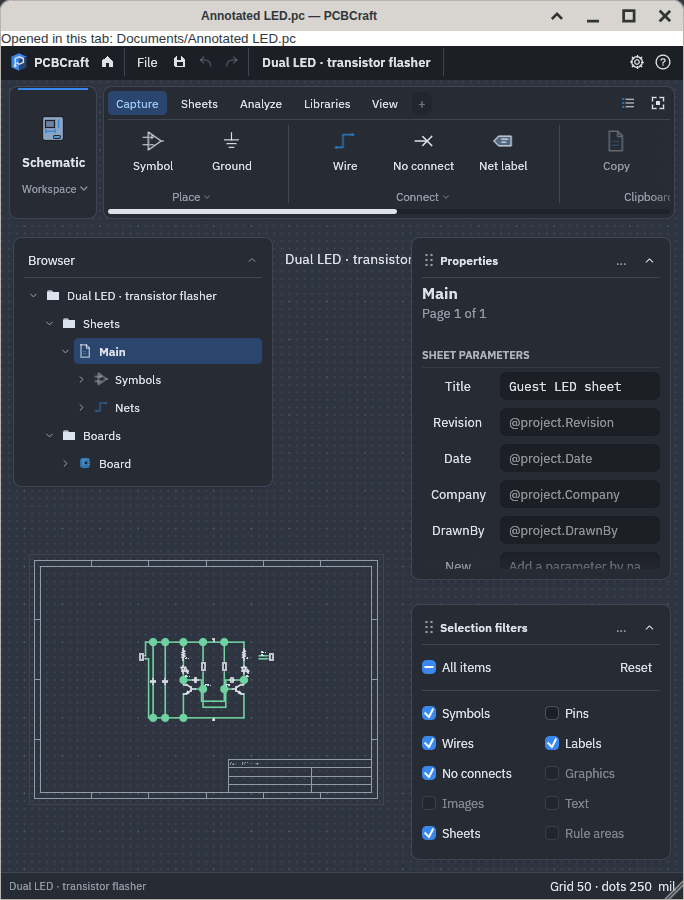 Annotated LED.pc — PCBCraft
Opened in this tab: Documents/Annotated LED.pc
PCBCraft File Dual LED · transistor flasher
Schematic
Workspace
Capture Sheets Analyze Libraries View +
Symbol Ground Wire No connect Net label Copy
Place Connect Clipboard
Browser
Dual LED · transistor flasher
Sheets
Main
Symbols
Nets
Boards
Board
Dual LED · transistor
Properties ...
Main
Page 1 of 1
SHEET PARAMETERS
Title Guest LED sheet
Revision @project.Revision
Date @project.Date
Company @project.Company
DrawnBy @project.DrawnBy
New Add a parameter by na
Selection filters ...
All items Reset
Symbols Pins
Wires Labels
No connects Graphics
Images Text
Sheets Rule areas
Dual LED · transistor flasher
Grid 50 · dots 250 mil